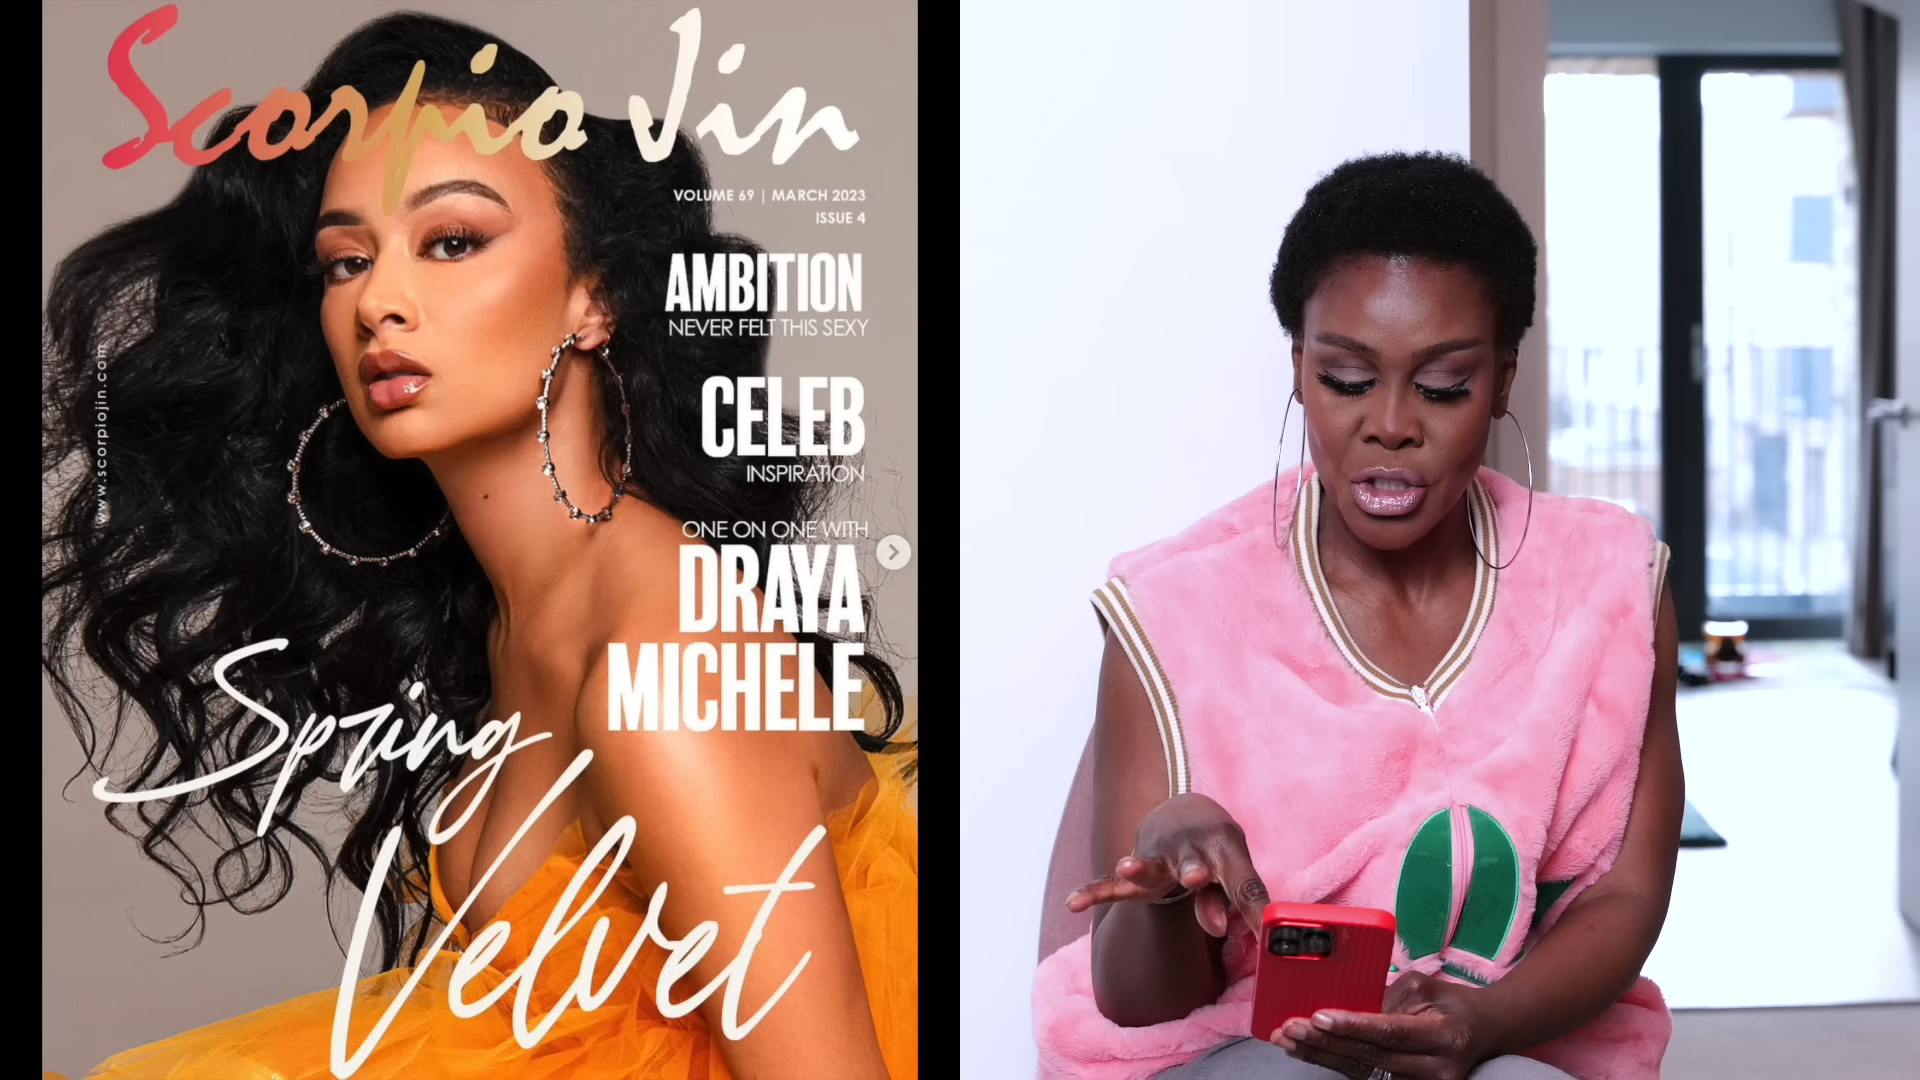 Scorpio Jin
VOLUME 69 | MARCH 2023
ISSUE 4
AMBITION
NEVER FELT THIS SEXY
CELEB
INSPIRATION
www.scorpiojin.com
ONE ON ONE WITH
DRAYA
MICHELE
Spring
Velvet